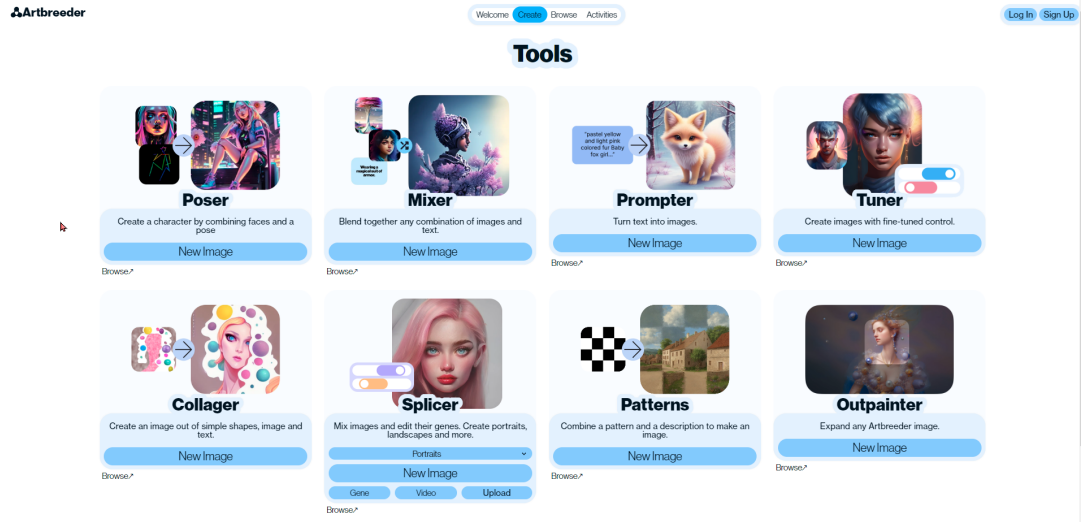 Artbreeder
Welcome Create Browse Activities
Log In Sign Up
Tools
"pastel yellow
and light pink
colored fur Baby
fox girl..."
Wearing a
magical suit of
armor.
Poser
Create a character by combining faces and a
pose
New Image
Browse↗
Mixer
Blend together any combination of images and
text.
New Image
Browse↗
Prompter
Turn text into images.
New Image
Browse↗
Tuner
Create images with fine-tuned control.
New Image
Browse↗
Collager
Create an image out of simple shapes, image and
text.
New Image
Browse↗
Splicer
Mix images and edit their genes. Create portraits,
landscapes and more.
Portraits
New Image
Gene Video Upload
Browse↗
Patterns
Combine a pattern and a description to make an
image.
New Image
Browse↗
Outpainter
Expand any Artbreeder image.
New Image
Browse↗